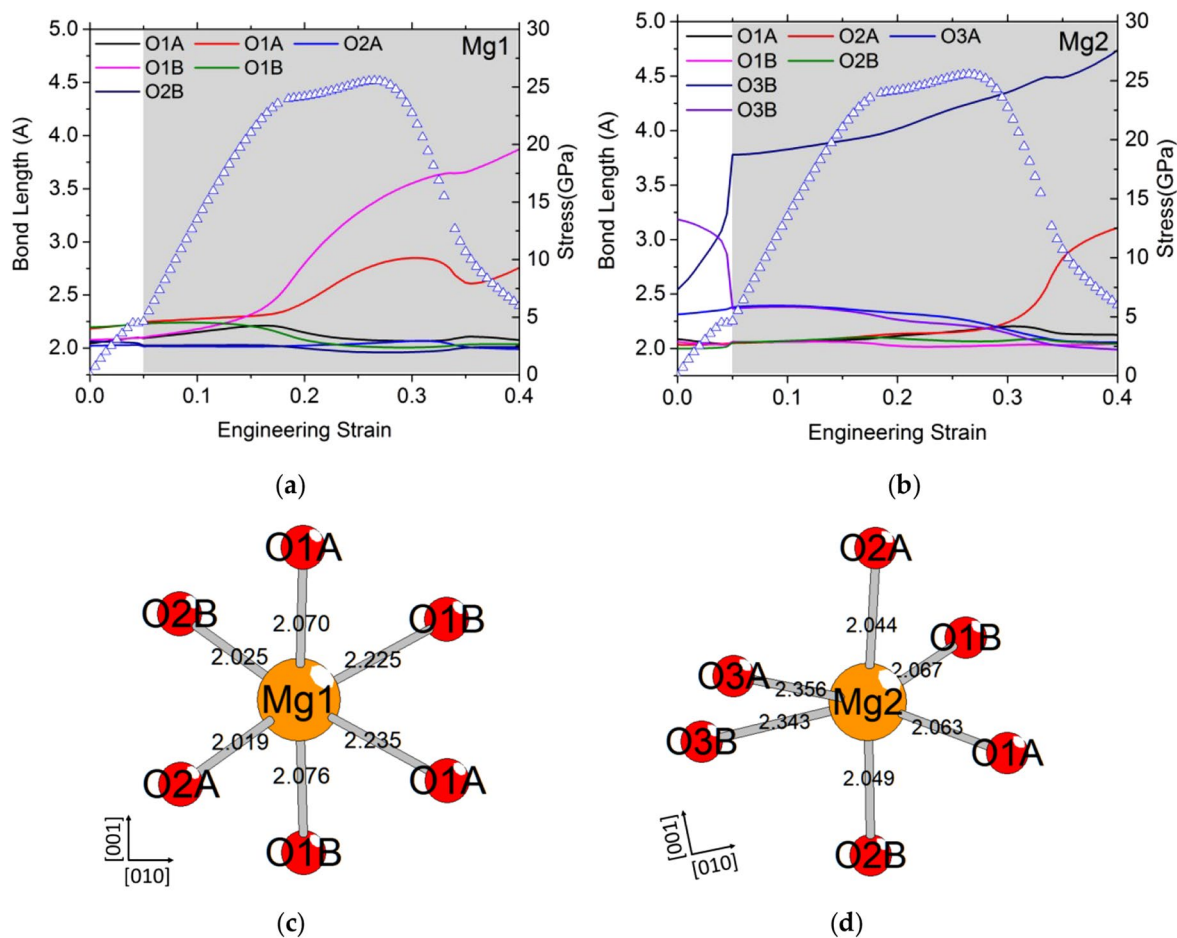 5.0
4.5
4.0
3.5
3.0
2.5
2.0
Bond Length (A)
O1A O1A O2A
O1B O1B
O2B
Mg1
30
25
20
15
10
5
0
Stress(GPa)
0.0 0.1 0.2 0.3 0.4
Engineering Strain
(a)
5.0
4.5
4.0
3.5
3.0
2.5
2.0
Bond Length (A)
O1A O2A O3A
O1B O2B
O3B
O3B
Mg2
30
25
20
15
10
5
0
Stress(GPa)
0.0 0.1 0.2 0.3 0.4
Engineering Strain
(b)
O1A
O2B O1B
2.070
2.025 2.225
Mg1
2.019 2.235
2.076
O2A O1A
O1B
[001]
[010]
(c)
O2A
2.044
O1B
2.067
O3A
2.356
Mg2
O3B
2.343
2.063
O1A
2.049
O2B
[001]
[010]
(d)